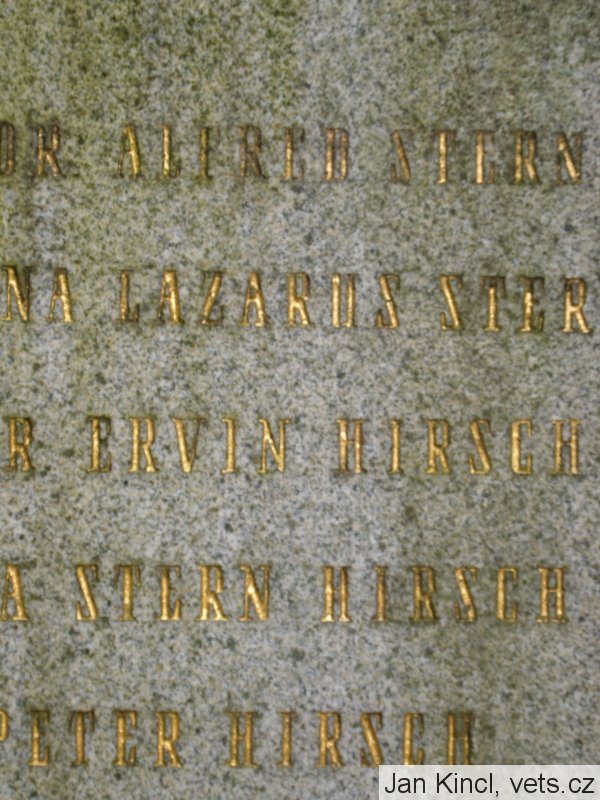 DR ALFRED STERN
NA LAZARUS STER
R ERVIN HIRSCH
A STERN HIRSCH
PETER HIRSCH
Jan Kincl, vets.cz